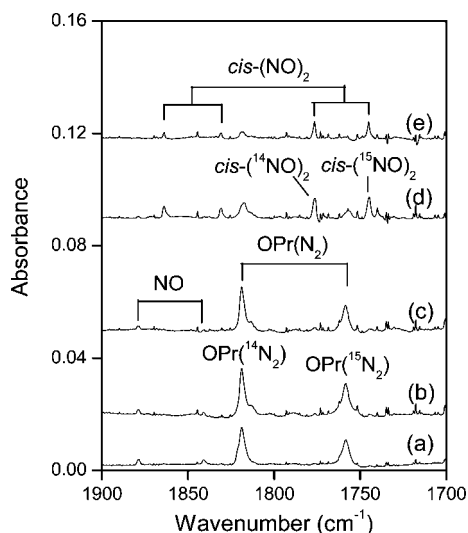 0.16
cis-(NO)₂
(e)
0.12
cis-(¹⁴NO)₂ cis-(¹⁵NO)₂
(d)
Absorbance
0.08
OPr(N₂)
NO
(c)
0.04
OPr(¹⁴N₂) OPr(¹⁵N₂)
(b)
(a)
0.00
1900 1850 1800 1750 1700
Wavenumber (cm⁻¹)